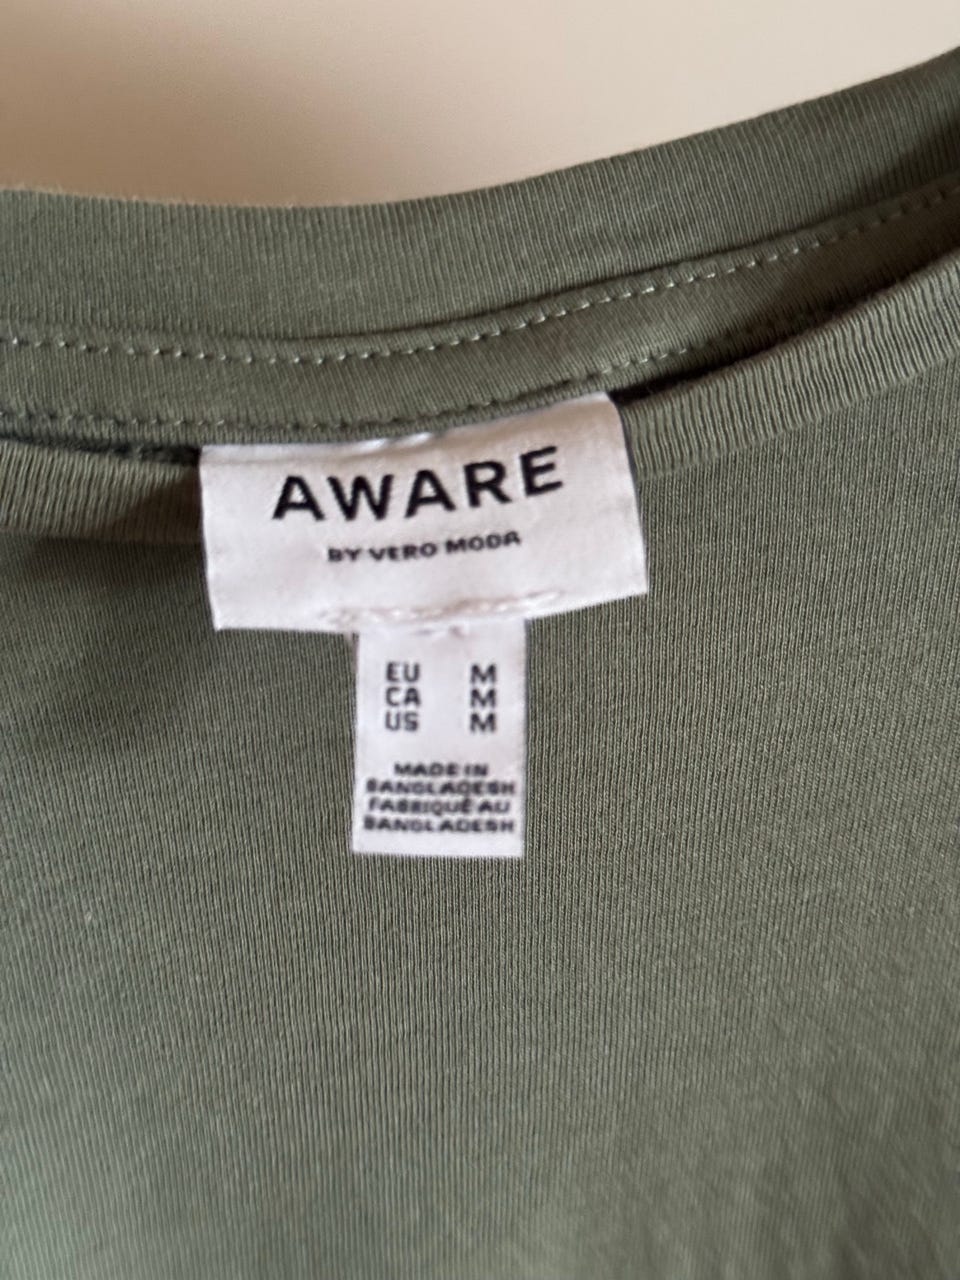 AWARE
BY VERO MODA
EU M
CA M
US M
MADE IN
BANGLADESH
FABRIQUÉ AU
BANGLADESH